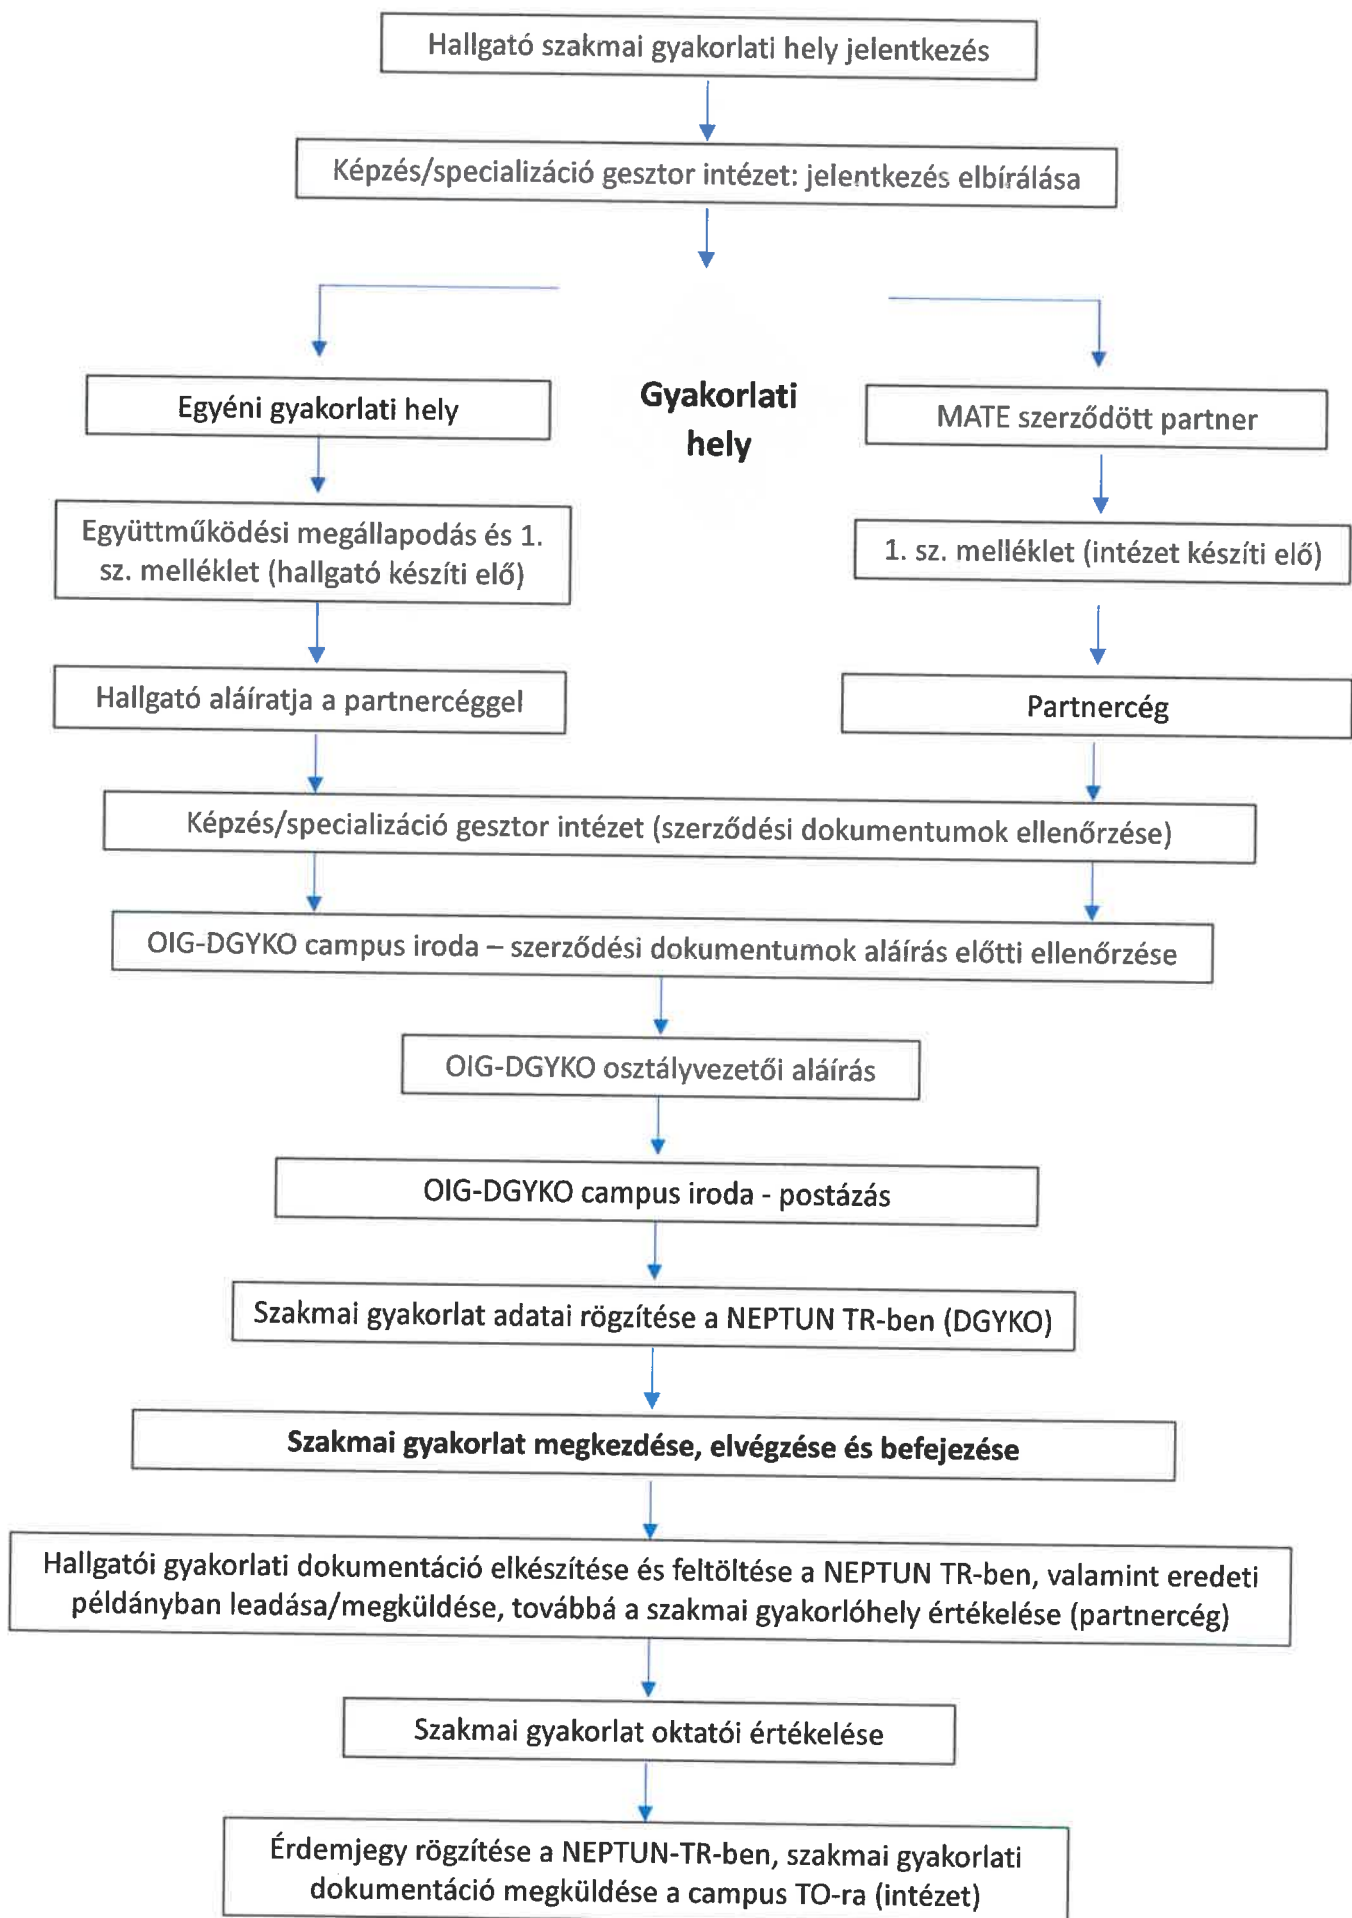 Hallgató szakmai gyakorlati hely jelentkezés
Képzés/specializáció gesztor intézet: jelentkezés elbírálása
Gyakorlati
hely
Egyéni gyakorlati hely
MATE szerződött partner
Együttműködési megállapodás és 1.
sz. melléklet (hallgató készíti elő)
1. sz. melléklet (intézet készíti elő)
Hallgató aláíratja a partnercéggel
Partnercég
Képzés/specializáció gesztor intézet (szerződési dokumentumok ellenőrzése)
OIG-DGYKO campus iroda – szerződési dokumentumok aláírás előtti ellenőrzése
OIG-DGYKO osztályvezetői aláírás
OIG-DGYKO campus iroda - postázás
Szakmai gyakorlat adatai rögzítése a NEPTUN TR-ben (DGYKO)
Szakmai gyakorlat megkezdése, elvégzése és befejezése
Hallgatói gyakorlati dokumentáció elkészítése és feltöltése a NEPTUN TR-ben, valamint eredeti
példányban leadása/megküldése, továbbá a szakmai gyakorlóhely értékelése (partnercég)
Szakmai gyakorlat oktatói értékelése
Érdemjegy rögzítése a NEPTUN-TR-ben, szakmai gyakorlati
dokumentáció megküldése a campus TO-ra (intézet)